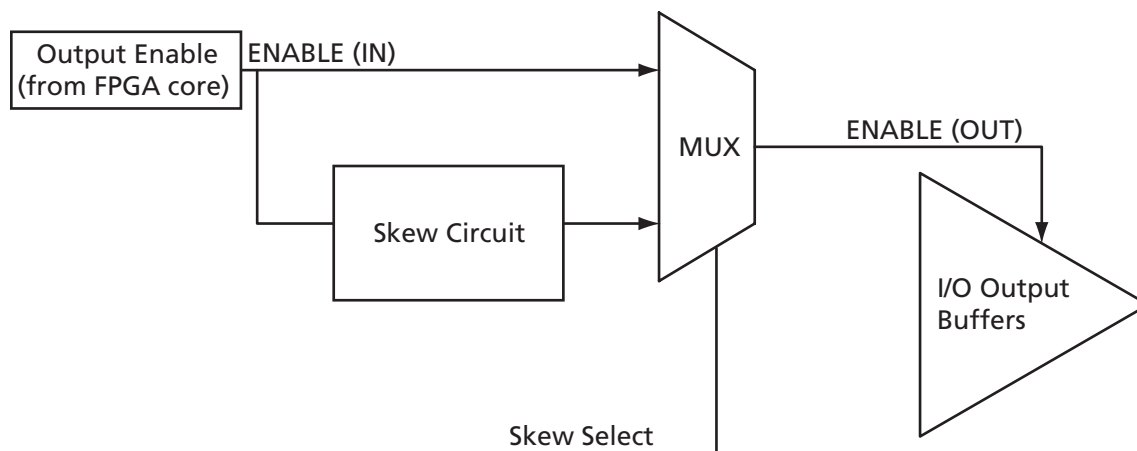 Output Enable
(from FPGA core)
ENABLE (IN)
MUX
ENABLE (OUT)
Skew Circuit
I/O Output
Buffers
Skew Select